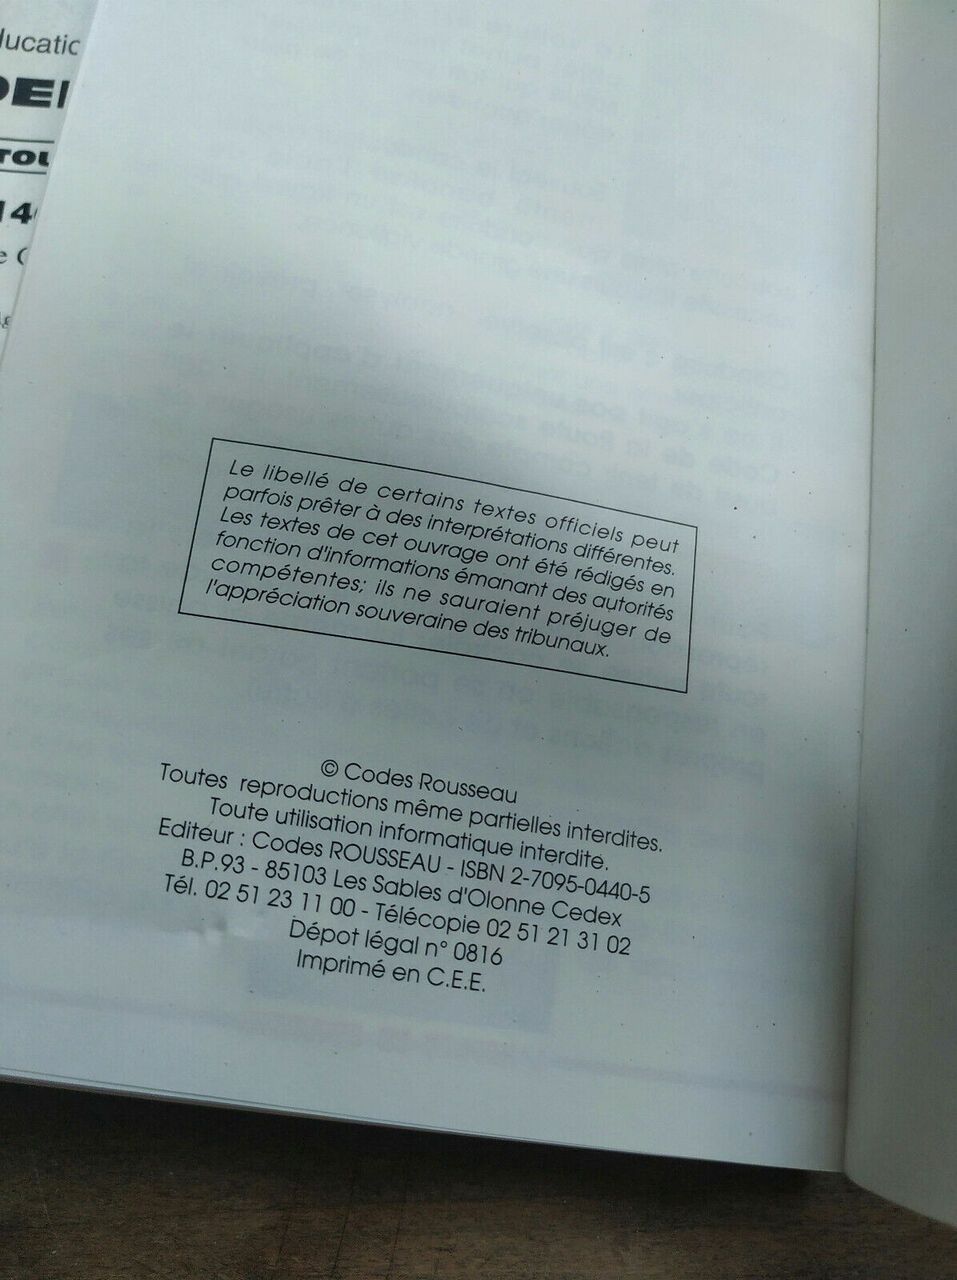 Le libellé de certains textes officiels peut
parfois prêter à des interprétations différentes.
Les textes de cet ouvrage ont été rédigés en
fonction d'informations émanant des autorités
compétentes; ils ne sauraient préjuger de
l'appréciation souveraine des tribunaux.
© Codes Rousseau
Toutes reproductions même partielles interdites.
Toute utilisation informatique interdite.
Editeur : Codes ROUSSEAU - ISBN 2-7095-0440-5
B.P.93 - 85103 Les Sables d'Olonne Cedex
Tél. 02 51 23 11 00 - Télécopie 02 51 21 31 02
Dépot légal n° 0816
Imprimé en C.E.E.